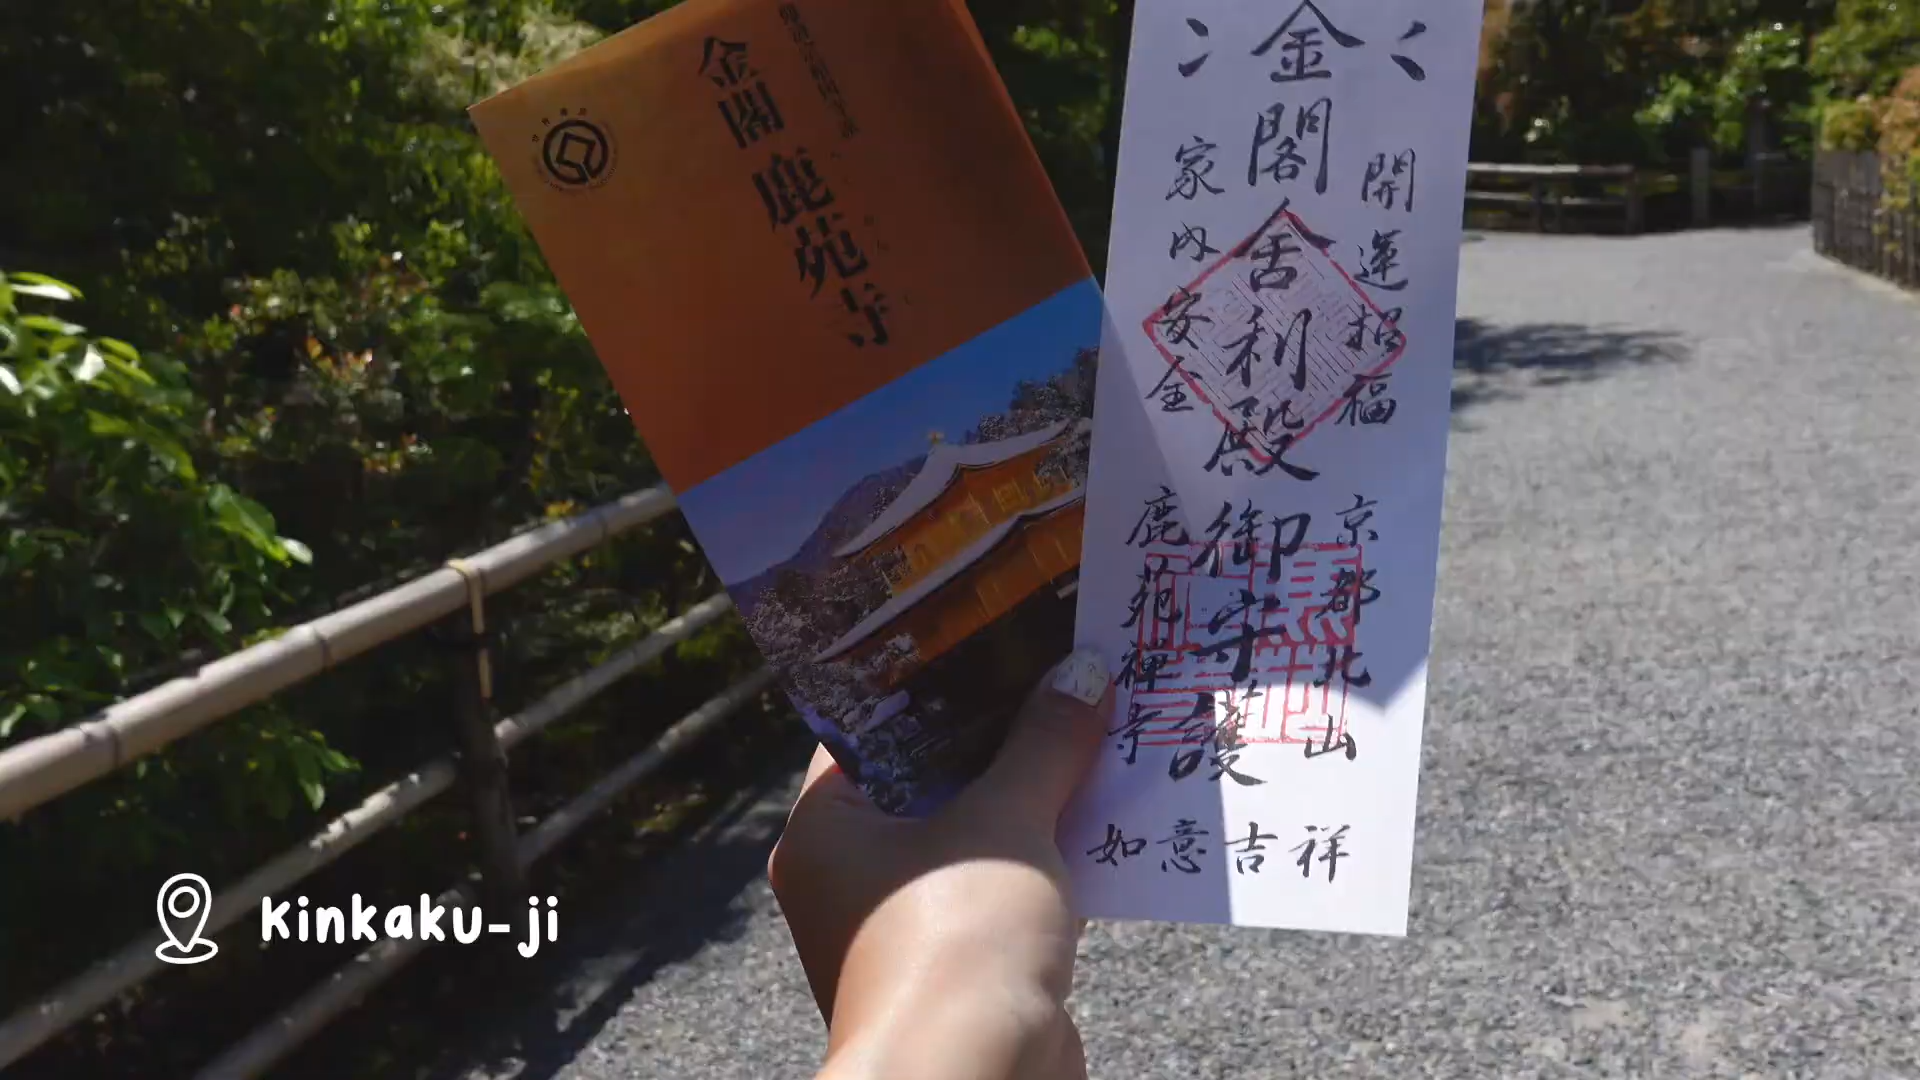 金閣 鹿苑寺
金閣舎利殿御守護
開運招福
家内安全
京都北山
鹿苑禅寺
如意吉祥
kinkaku-ji